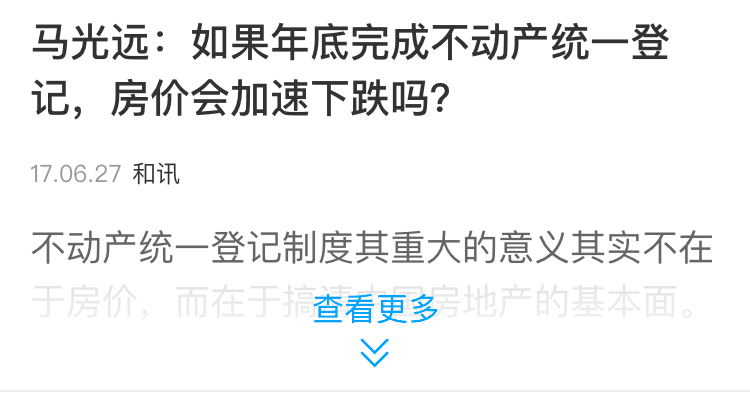 马光远：如果年底完成不动产统一登
记，房价会加速下跌吗？
17.06.27 和讯
不动产统一登记制度其重大的意义其实不在
于房价，而在于搞清中国房地产的基本面。
查看更多